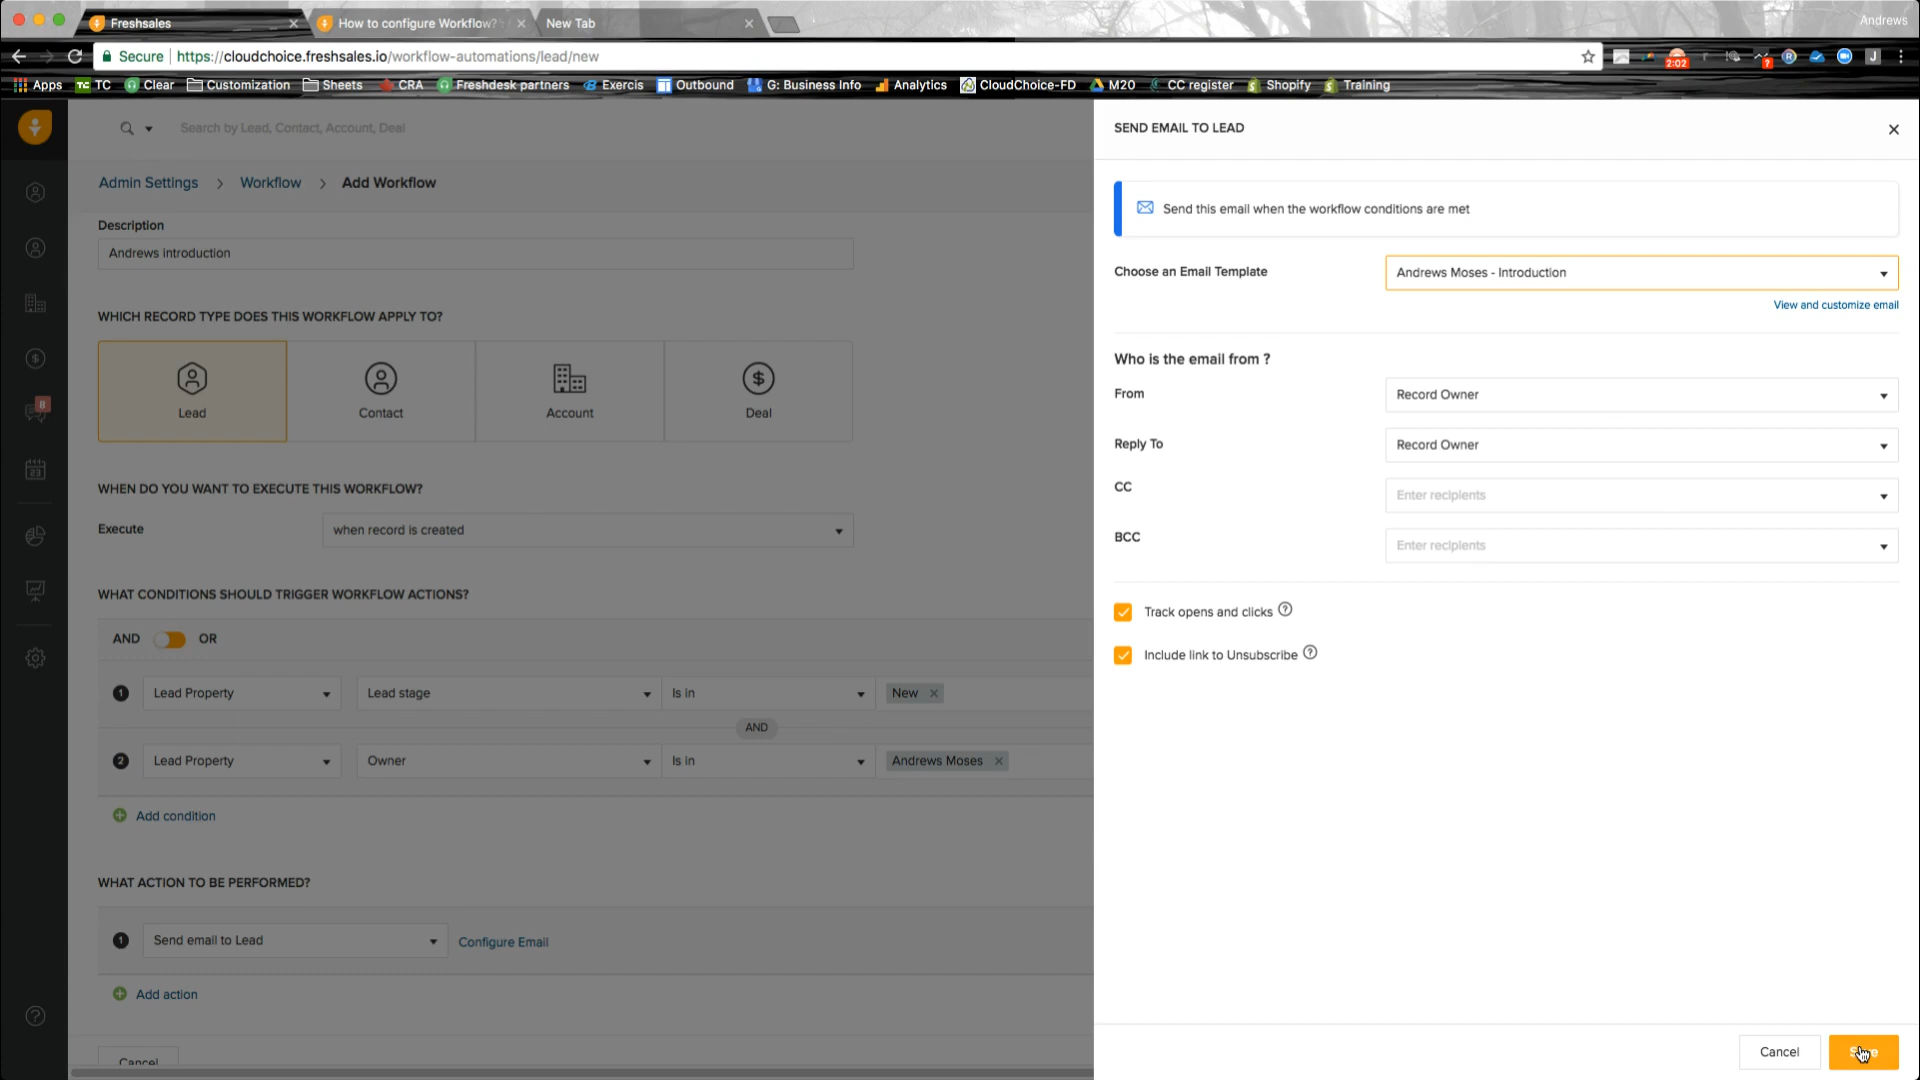 Freshsales
How to configure Workflow?
New Tab
Andrews
Secure https://cloudchoice.freshsales.io/workflow-automations/lead/new
2:02
?
R
J
Apps TC Clear Customization Sheets CRA Freshdesk partners Exercis Outbound G: Business Info Analytics CloudChoice-FD M20 CC register Shopify Training
Search by Lead, Contact, Account, Deal
Admin Settings > Workflow > Add Workflow
Description
Andrews introduction
WHICH RECORD TYPE DOES THIS WORKFLOW APPLY TO?
Lead Contact Account Deal
8
23
WHEN DO YOU WANT TO EXECUTE THIS WORKFLOW?
Execute when record is created
WHAT CONDITIONS SHOULD TRIGGER WORKFLOW ACTIONS?
AND OR
1 Lead Property Lead stage Is in New
AND
2 Lead Property Owner Is in Andrews Moses
Add condition
WHAT ACTION TO BE PERFORMED?
1 Send email to Lead Configure Email
Add action
Cancel
SEND EMAIL TO LEAD
Send this email when the workflow conditions are met
Choose an Email Template Andrews Moses - Introduction
View and customize email
Who is the email from ?
From Record Owner
Reply To Record Owner
CC Enter recipients
BCC Enter recipients
Track opens and clicks ?
Include link to Unsubscribe ?
Cancel